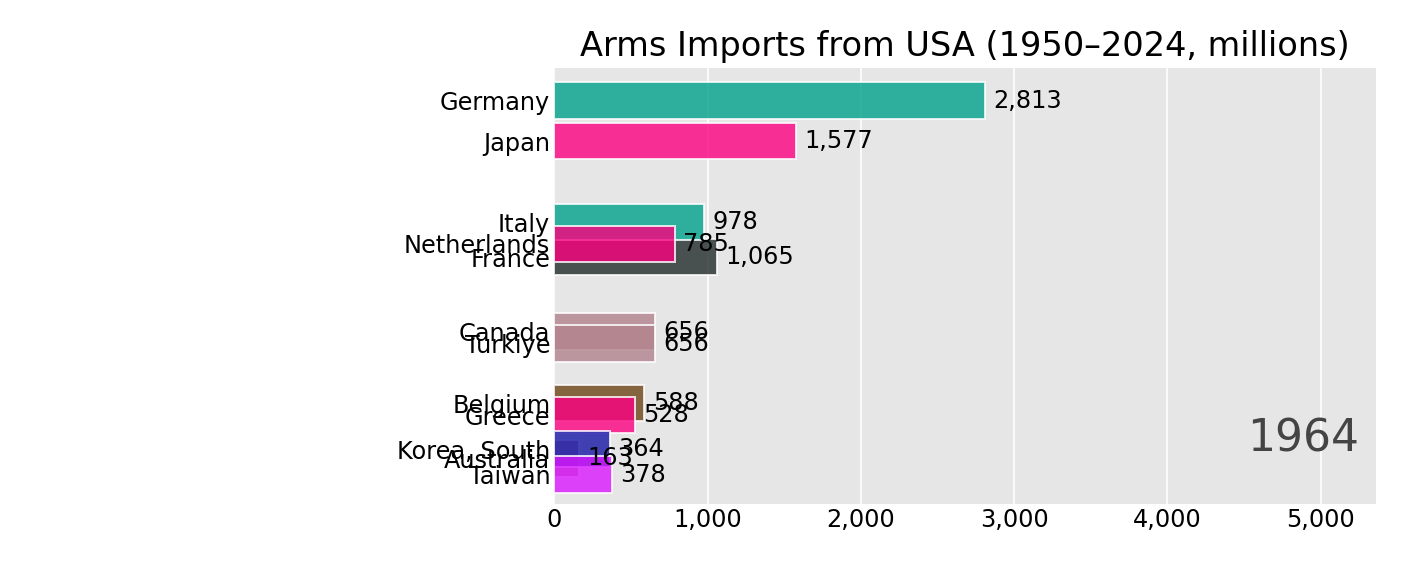 Arms Imports from USA (1950–2024, millions)
Germany 2,813
Japan 1,577
Italy 978
Netherlands 785
France 1,065
Canada 656
Türkiye 656
Belgium 588
Greece 528
Korea, South 364
Australia 163
Taiwan 378
1964
0 1,000 2,000 3,000 4,000 5,000